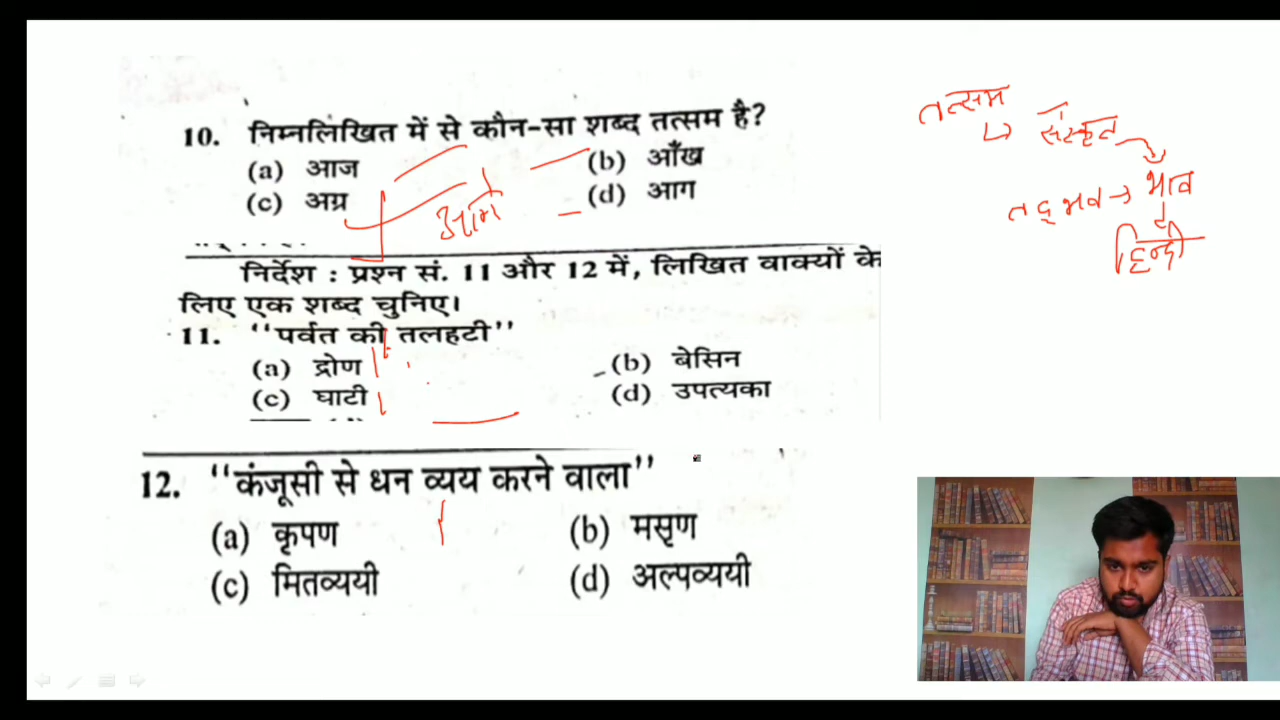 10. निम्नलिखित में से कौन-सा शब्द तत्सम है?
(a) आज (b) आँख
(c) अग्र (d) आग
आगे
निर्देश : प्रश्न सं. 11 और 12 में, लिखित वाक्यों के
लिए एक शब्द चुनिए।
11. “पर्वत की तलहटी”
(a) द्रोण (b) बेसिन
(c) घाटी (d) उपत्यका
12. “कंजूसी से धन व्यय करने वाला”
(a) कृपण (b) मसृण
(c) मितव्ययी (d) अल्पव्ययी
तत्सम
↳ संस्कृत
तद्भव → भाव
हिन्दी